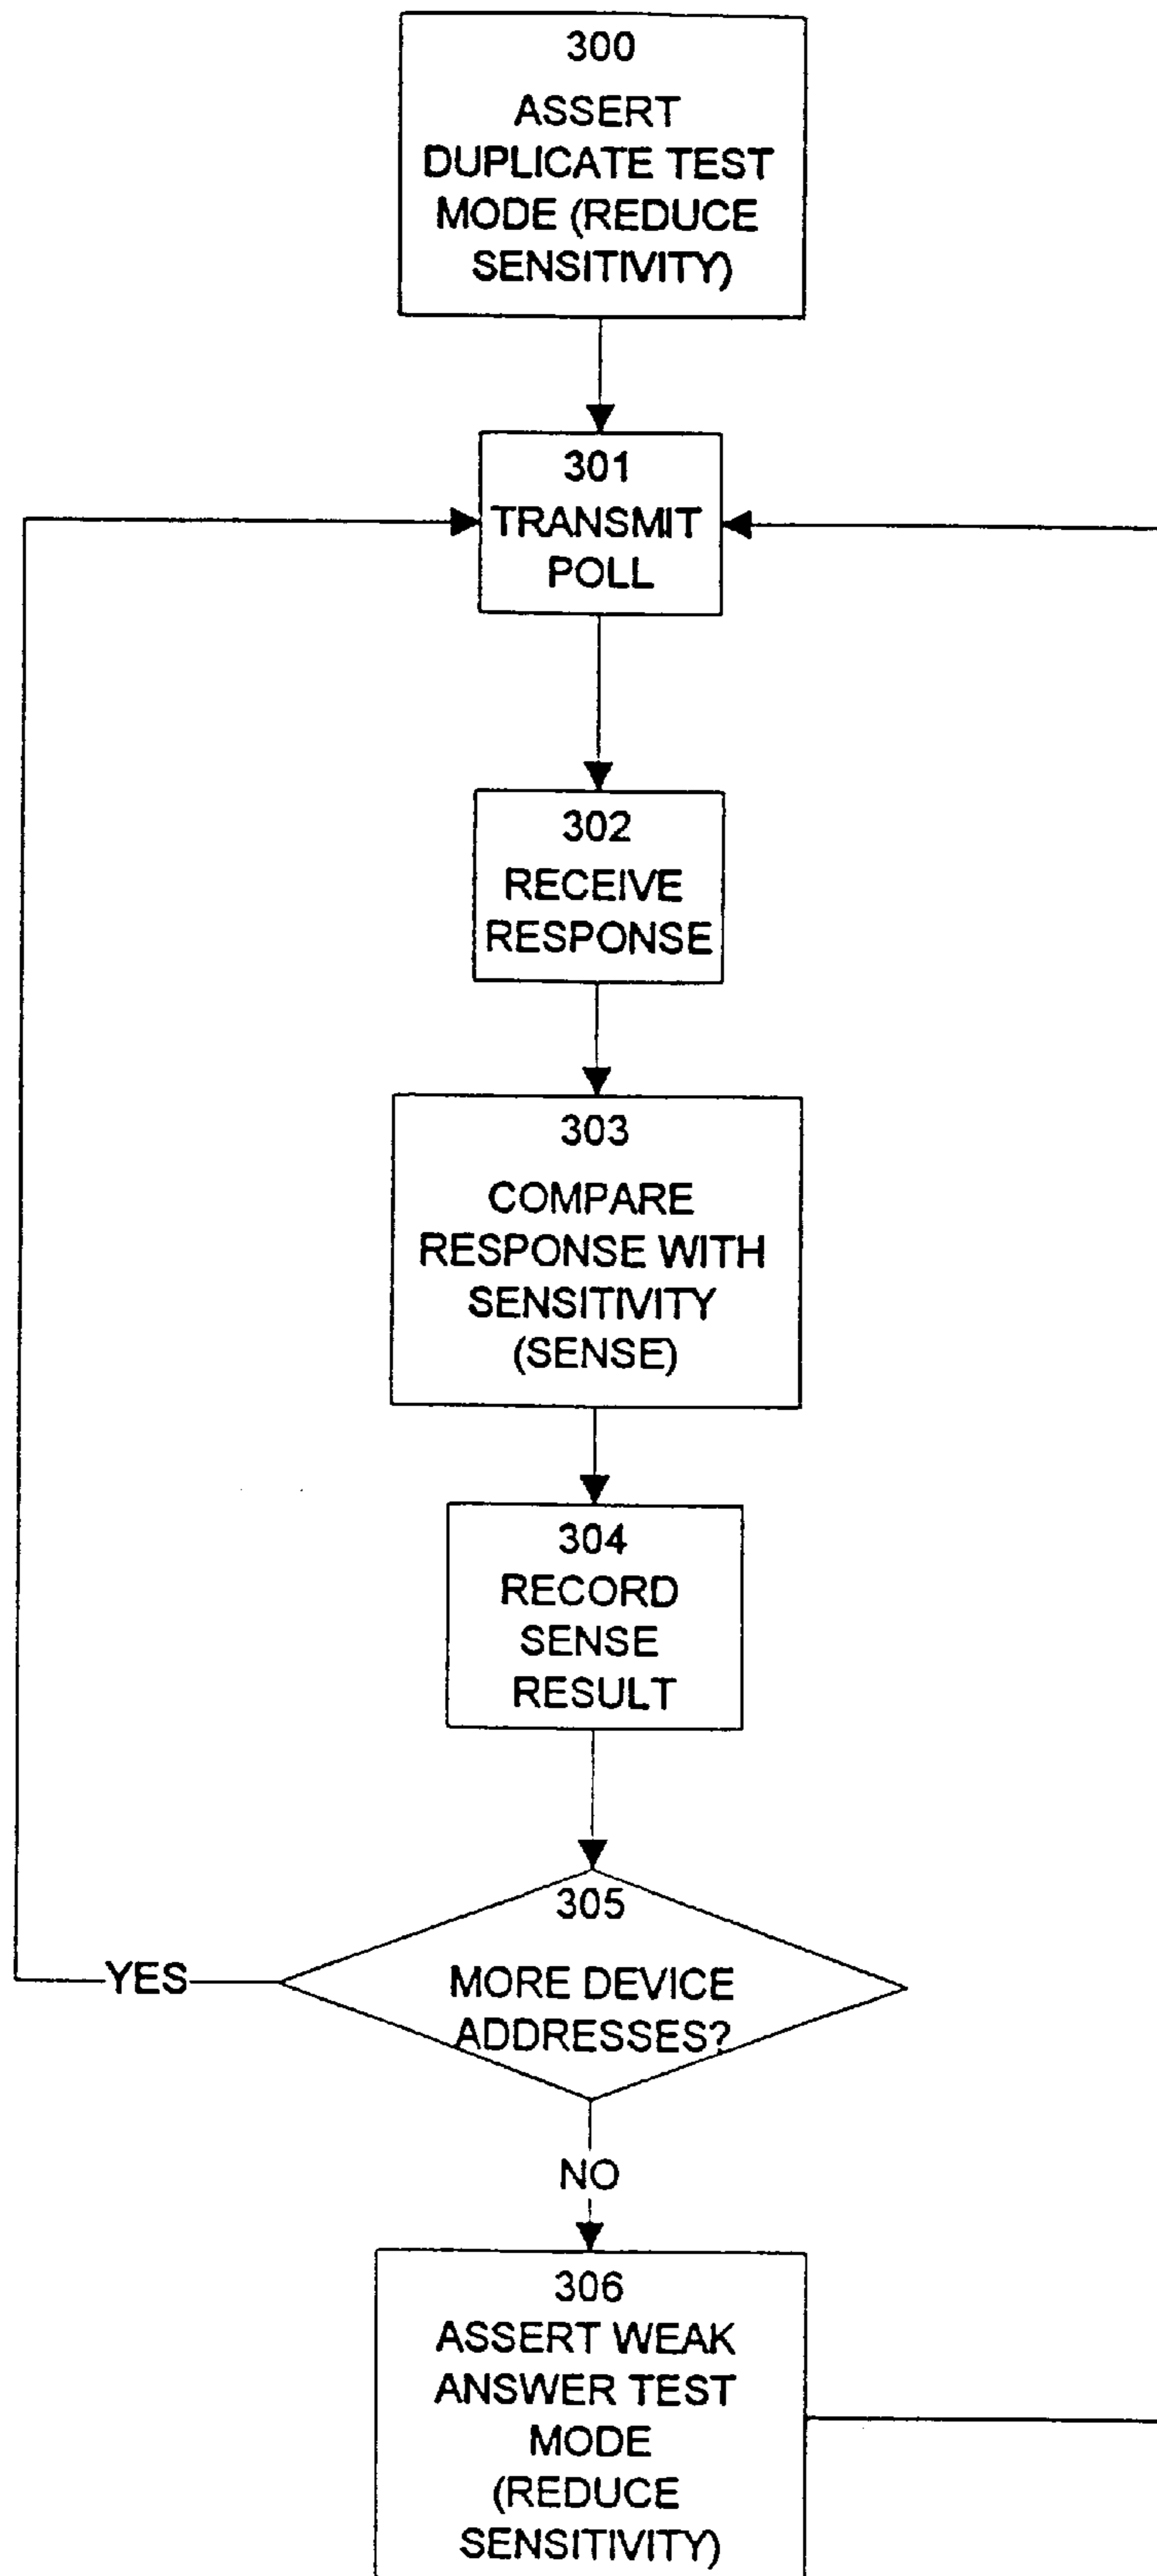 300
ASSERT
DUPLICATE TEST
MODE (REDUCE
SENSITIVITY)
301
TRANSMIT
POLL
302
RECEIVE
RESPONSE
303
COMPARE
RESPONSE WITH
SENSITIVITY
(SENSE)
304
RECORD
SENSE
RESULT
305
MORE DEVICE
ADDRESSES?
YES
NO
306
ASSERT WEAK
ANSWER TEST
MODE
(REDUCE
SENSITIVITY)